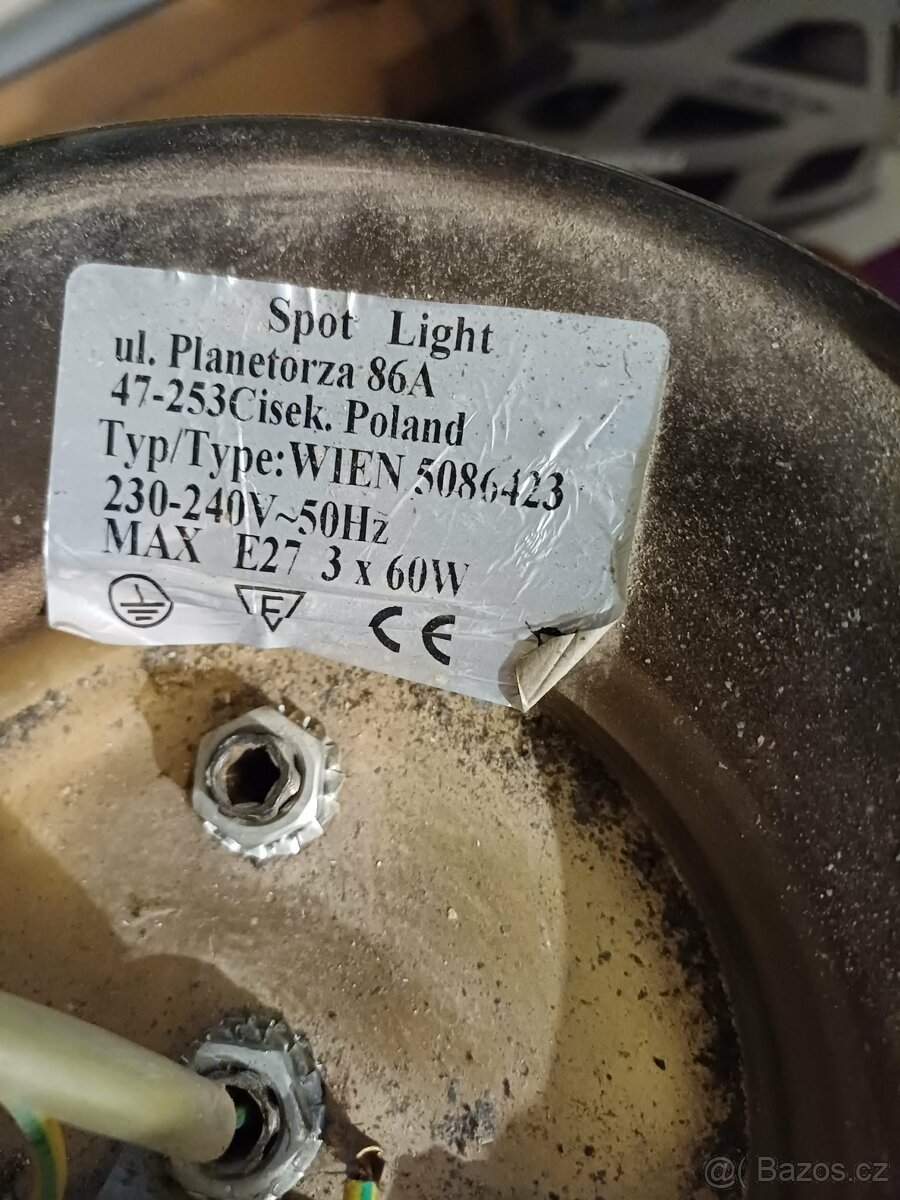 Spot Light
ul. Planetorza 86A
47-253Cisek. Poland
Typ/Type:WIEN 5086423
230-240V~50Hz
MAX E27 3 x 60W
F
CE
@(Bazos.cz